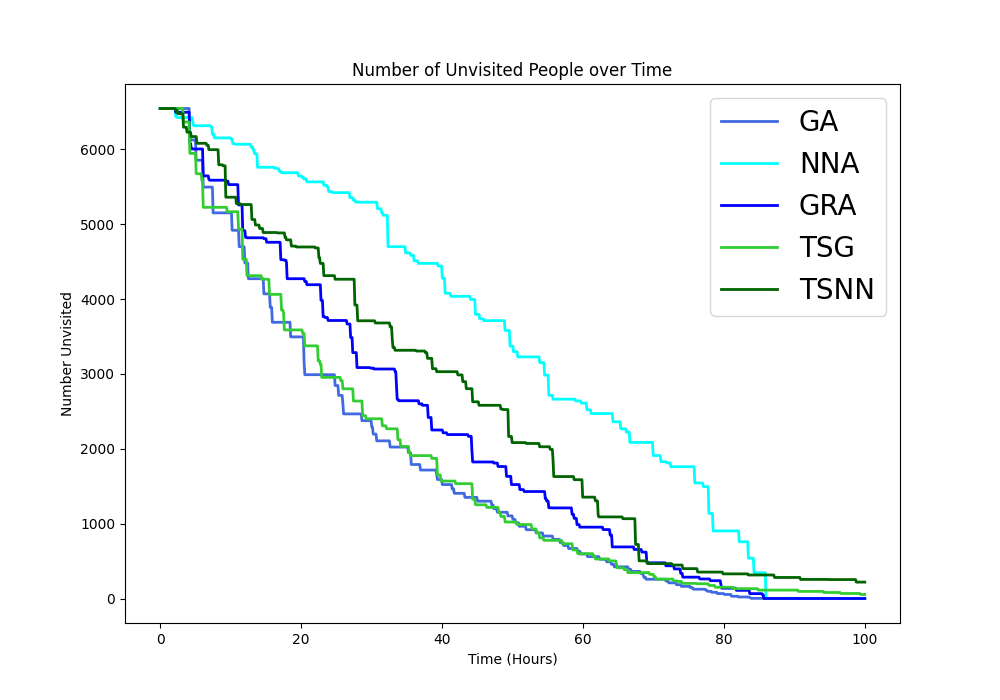 Number of Unvisited People over Time
GA
NNA
GRA
TSG
TSNN
6000
5000
4000
3000
2000
1000
0
Number Unvisited
0 20 40 60 80 100
Time (Hours)